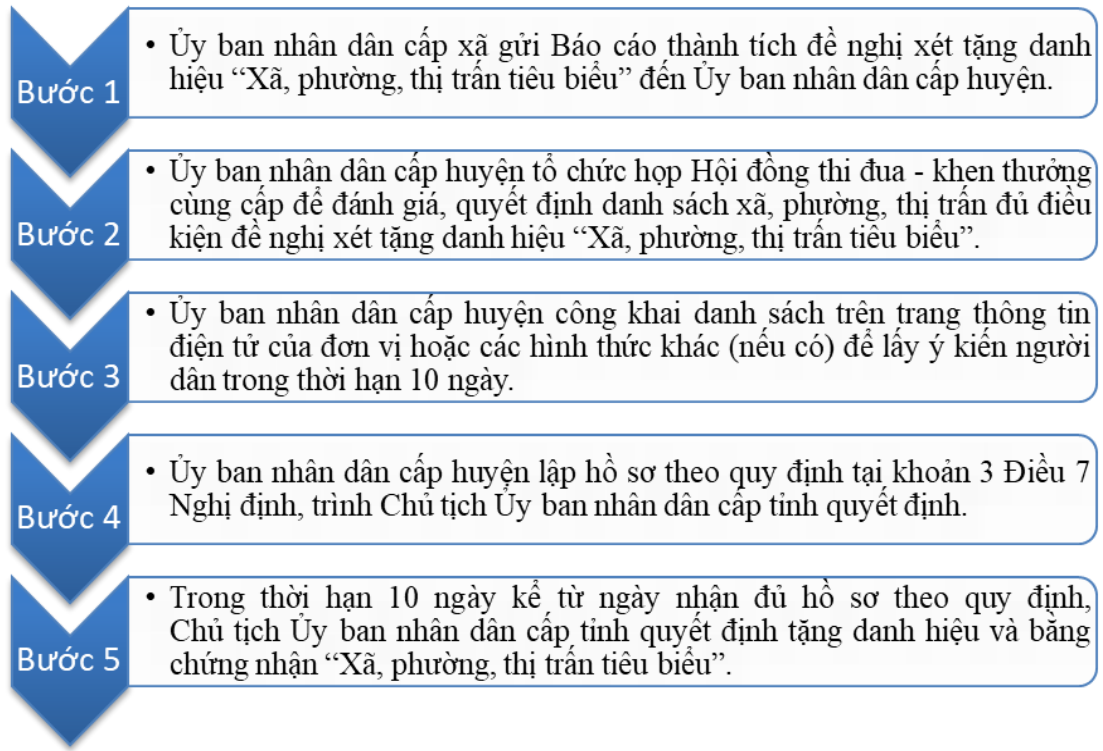 Bước 1
• Ủy ban nhân dân cấp xã gửi Báo cáo thành tích đề nghị xét tặng danh
hiệu “Xã, phường, thị trấn tiêu biểu” đến Ủy ban nhân dân cấp huyện.
Bước 2
• Ủy ban nhân dân cấp huyện tổ chức họp Hội đồng thi đua - khen thưởng
cùng cấp để đánh giá, quyết định danh sách xã, phường, thị trấn đủ điều
kiện đề nghị xét tặng danh hiệu “Xã, phường, thị trấn tiêu biểu”.
Bước 3
• Ủy ban nhân dân cấp huyện công khai danh sách trên trang thông tin
điện tử của đơn vị hoặc các hình thức khác (nếu có) để lấy ý kiến người
dân trong thời hạn 10 ngày.
Bước 4
• Ủy ban nhân dân cấp huyện lập hồ sơ theo quy định tại khoản 3 Điều 7
Nghị định, trình Chủ tịch Ủy ban nhân dân cấp tỉnh quyết định.
Bước 5
• Trong thời hạn 10 ngày kể từ ngày nhận đủ hồ sơ theo quy định,
Chủ tịch Ủy ban nhân dân cấp tỉnh quyết định tặng danh hiệu và bằng
chứng nhận “Xã, phường, thị trấn tiêu biểu”.